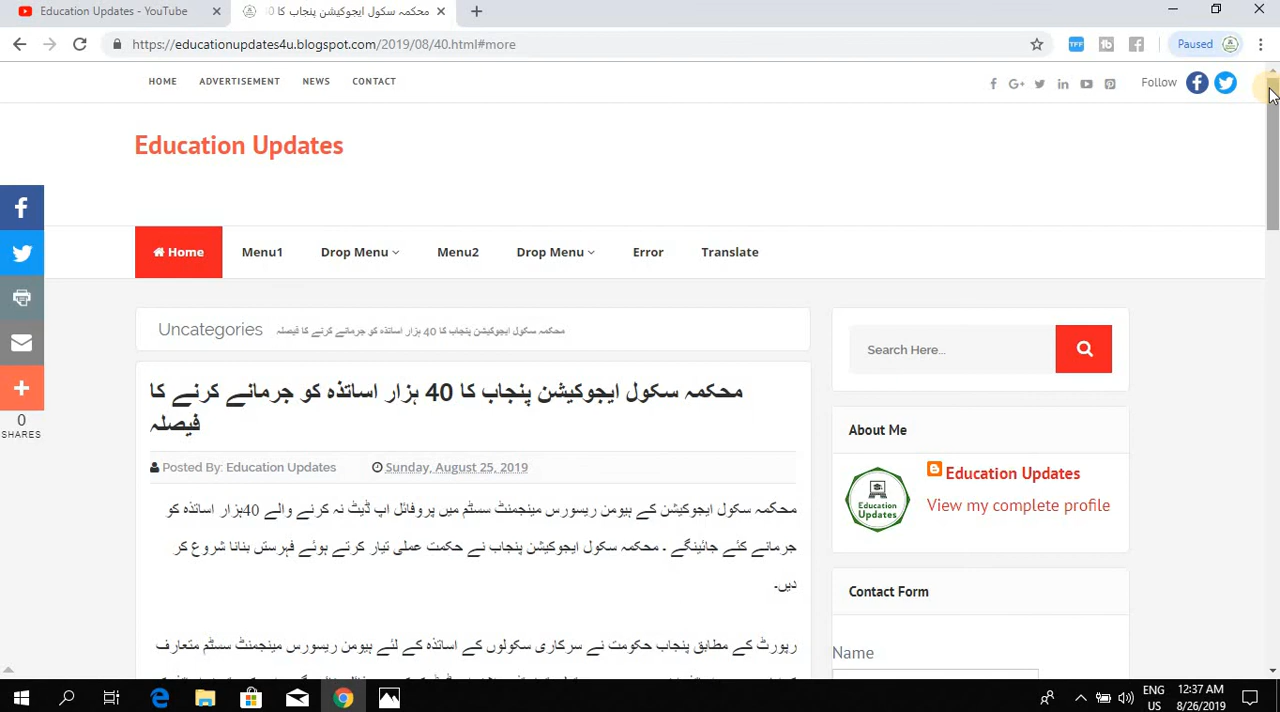 Education Updates - YouTube
محکمہ سکول ایجوکیشن پنجاب کا 40
https://educationupdates4u.blogspot.com/2019/08/40.html#more
Paused
HOME ADVERTISEMENT NEWS CONTACT
Follow
Education Updates
Home Menu1 Drop Menu Menu2 Drop Menu Error Translate
Uncategories محکمہ سکول ایجوکیشن پنجاب کا 40 ہزار اساتذہ کو جرمانے کرنے کا فیصلہ
محکمہ سکول ایجوکیشن پنجاب کا 40 ہزار اساتذہ کو جرمانے کرنے کا
فیصلہ
Posted By: Education Updates Sunday, August 25, 2019
محکمہ سکول ایجوکیشن کے ہیومن ریسورس مینجمنٹ سسٹم میں پروفائل اپ ڈیٹ نہ کرنے والے 40ہزار اساتذہ کو
جرمانے کئے جائینگے ۔ محکمہ سکول ایجوکیشن پنجاب نے حکمت عملی تیار کرتے ہوئے فہرستں بنانا شروع کر
دیں۔
رپورٹ کے مطابق پنجاب حکومت نے سرکاری سکولوں کے اساتذہ کے لئے ہیومن ریسورس مینجمنٹ سسٹم متعارف
0
SHARES
Search Here...
About Me
Education Updates
View my complete profile
Education
Updates
Contact Form
Name
ENG
US
12:37 AM
8/26/2019